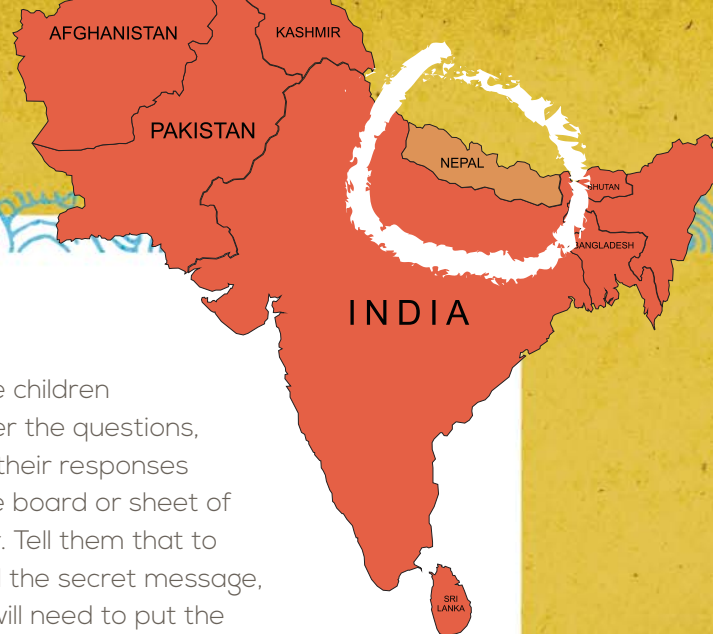 AFGHANISTAN
KASHMIR
PAKISTAN
NEPAL
BHUTAN
BANGLADESH
INDIA
e children
er the questions,
their responses
e board or sheet of
. Tell them that to
the secret message,
will need to put the
SRI
LANKA